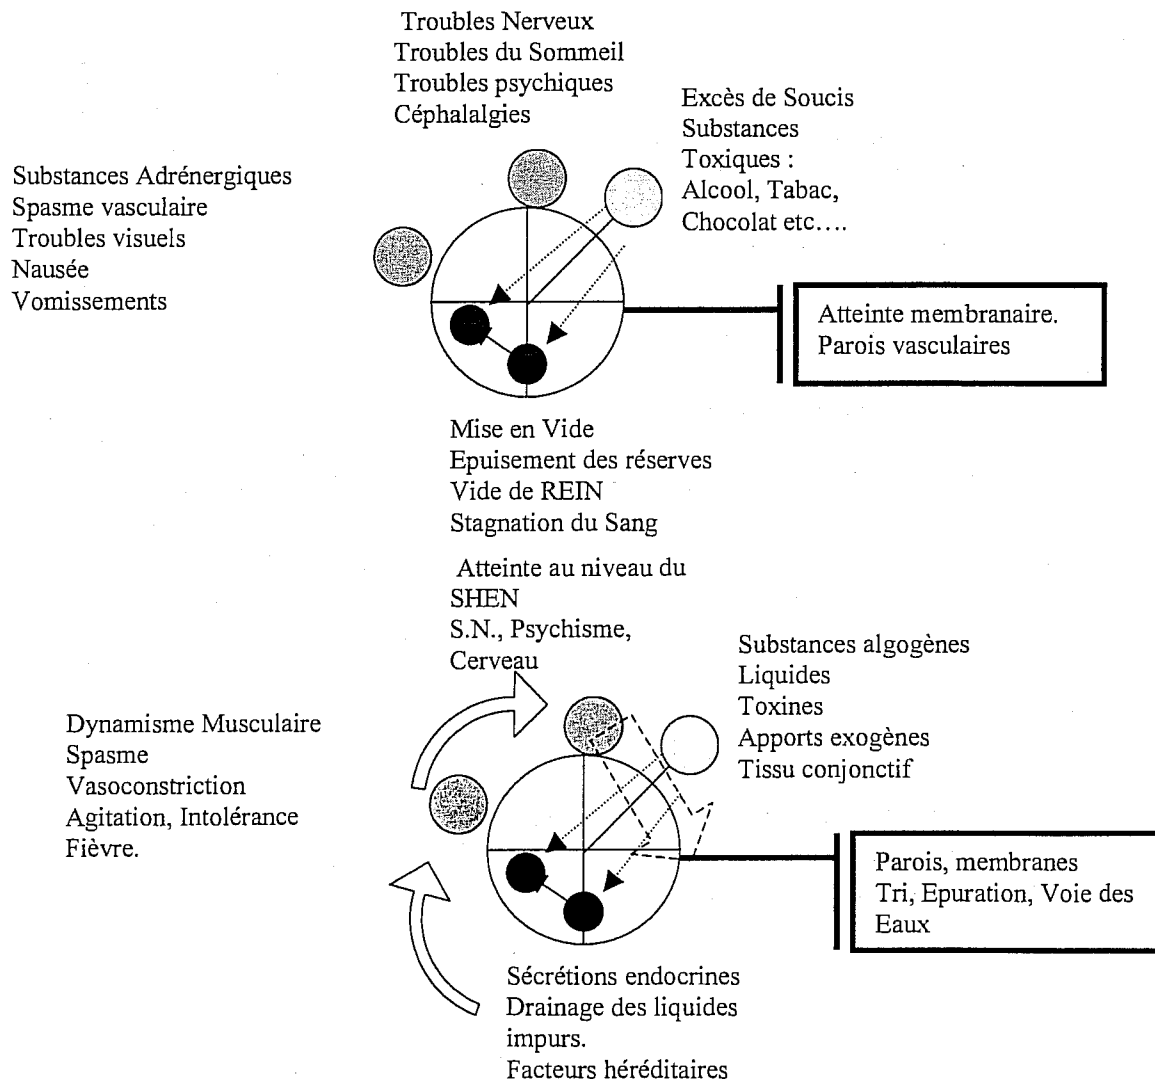 Troubles Nerveux
Troubles du Sommeil
Troubles psychiques
Céphalalgies
Excès de Soucis
Substances
Toxiques :
Alcool, Tabac,
Chocolat etc….
Substances Adrénergiques
Spasme vasculaire
Troubles visuels
Nausée
Vomissements
Atteinte membranaire.
Parois vasculaires
Mise en Vide
Epuisement des réserves
Vide de REIN
Stagnation du Sang
Atteinte au niveau du
SHEN
S.N., Psychisme,
Cerveau
Substances algogènes
Liquides
Toxines
Apports exogènes
Tissu conjonctif
Dynamisme Musculaire
Spasme
Vasoconstriction
Agitation, Intolérance
Fièvre.
Parois, membranes
Tri, Epuration, Voie des
Eaux
Sécrétions endocrines
Drainage des liquides
impurs.
Facteurs héréditaires